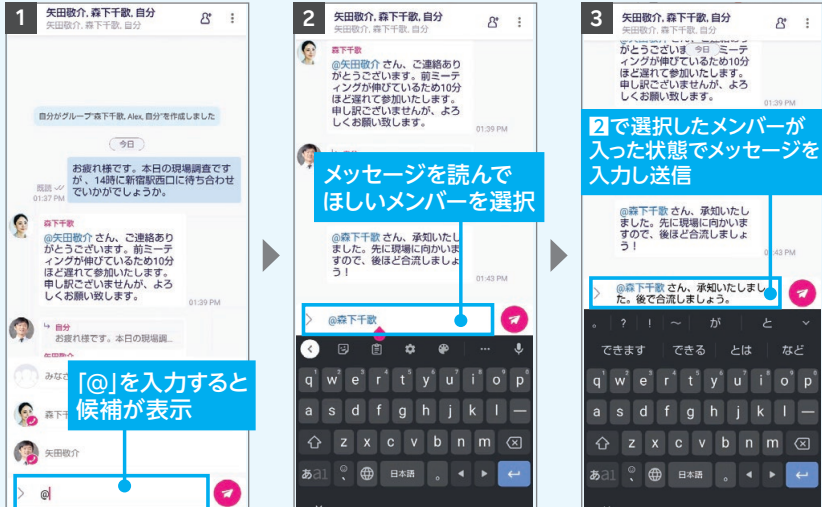 1
矢田敬介, 森下千歌, 自分
矢田敬介, 森下千歌, 自分
自分がグループ"森下千歌, Alex, 自分"を作成しました
今日
お疲れ様です。本日の現場調査です
が、14時に新宿駅西口に待ち合わせ
でいかがでしょうか。
既読
01:37 PM
森下千歌
@矢田敬介 さん、ご連絡あり
がとうございます。前ミーテ
ィングが伸びているため10分
ほど遅れて参加いたします。
申し訳ございませんが、よろ
しくお願い致します。
01:39 PM
自分
お疲れ様です。本日の現場調...
矢田敬介
みなさ
森下千
矢田敬介
「@」を入力すると
候補が表示
@
2
矢田敬介, 森下千歌, 自分
矢田敬介, 森下千歌, 自分
森下千歌
@矢田敬介 さん、ご連絡あり
がとうございます。前ミーテ
ィングが伸びているため10分
ほど遅れて参加いたします。
申し訳ございませんが、よろ
しくお願い致します。
01:39 PM
メッセージを読んで
ほしいメンバーを選択
@森下千歌 さん、承知いたし
ました。先に現場に向かいま
すので、後ほど合流しましょ
う！
01:43 PM
@森下千歌
q w e r t y u i o p
a s d f g h j k l ー
z x c v b n m
あa1 日本語 。
3
矢田敬介, 森下千歌, 自分
矢田敬介, 森下千歌, 自分
今日
がとうございま ミーテ
ィングが伸びているため10分
ほど遅れて参加いたします。
申し訳ございませんが、よろ
しくお願い致します。
01:39 PM
2で選択したメンバーが
入った状態でメッセージを
入力し送信
@森下千歌 さん、承知いたし
ました。先に現場に向かいま
すので、後ほど合流しましょ
う！
:43 PM
@森下千歌 さん、承知いたしまし
た。後で合流しましょう。
。 ? ! ～ が と
できます できる とは など
q w e r t y u i o p
a s d f g h j k l ー
z x c v b n m
あa1 日本語 。